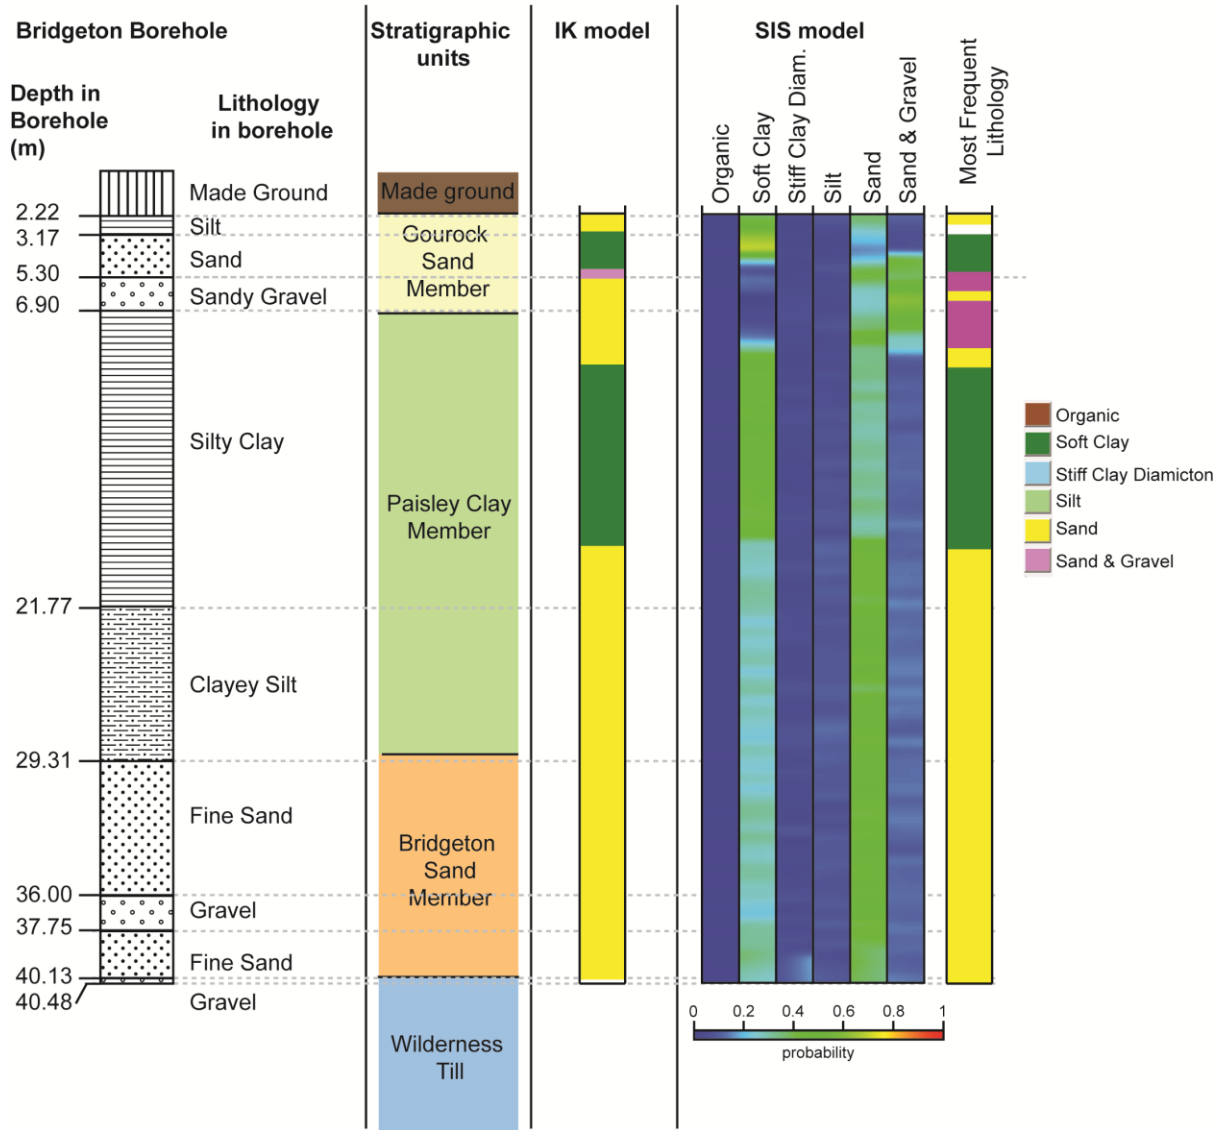 Bridgeton Borehole
Stratigraphic
units
IK model
SIS model
Depth in
Borehole
(m)
Lithology
in borehole
Organic
Soft Clay
Stiff Clay Diam.
Silt
Sand
Sand & Gravel
Most Frequent
Lithology
2.22
3.17
5.30
6.90
21.77
29.31
36.00
37.75
40.13
40.48
Made Ground
Silt
Sand
Sandy Gravel
Silty Clay
Clayey Silt
Fine Sand
Gravel
Fine Sand
Gravel
Made ground
Gourock
Sand
Member
Paisley Clay
Member
Bridgeton
Sand
Member
Wilderness
Till
Organic
Soft Clay
Stiff Clay Diamicton
Silt
Sand
Sand & Gravel
0 0.2 0.4 0.6 0.8 1
probability